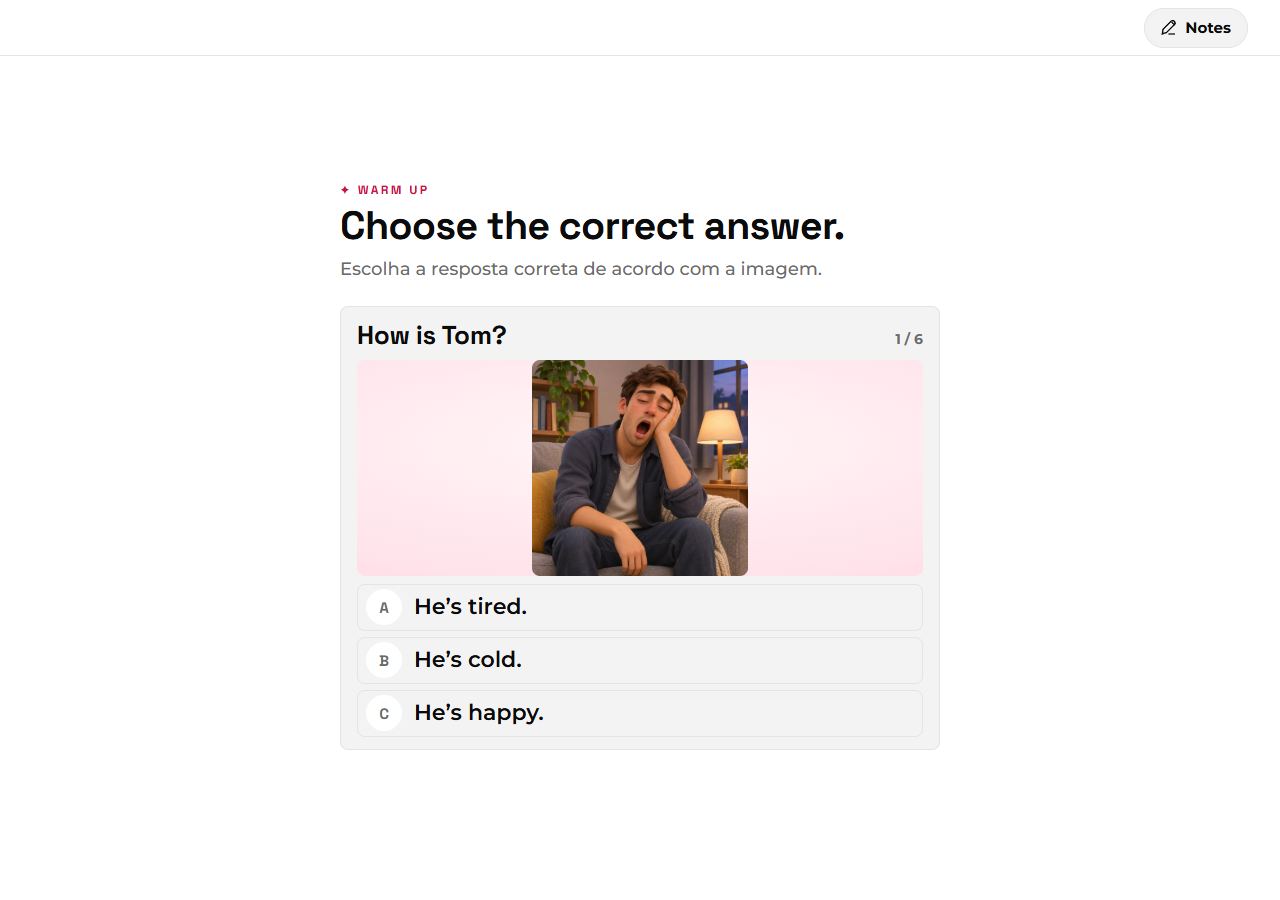 Notes
✦ WARM UP
Choose the correct answer.
Escolha a resposta correta de acordo com a imagem.
How is Tom?
1 / 6
A He’s tired.
B He’s cold.
C He’s happy.